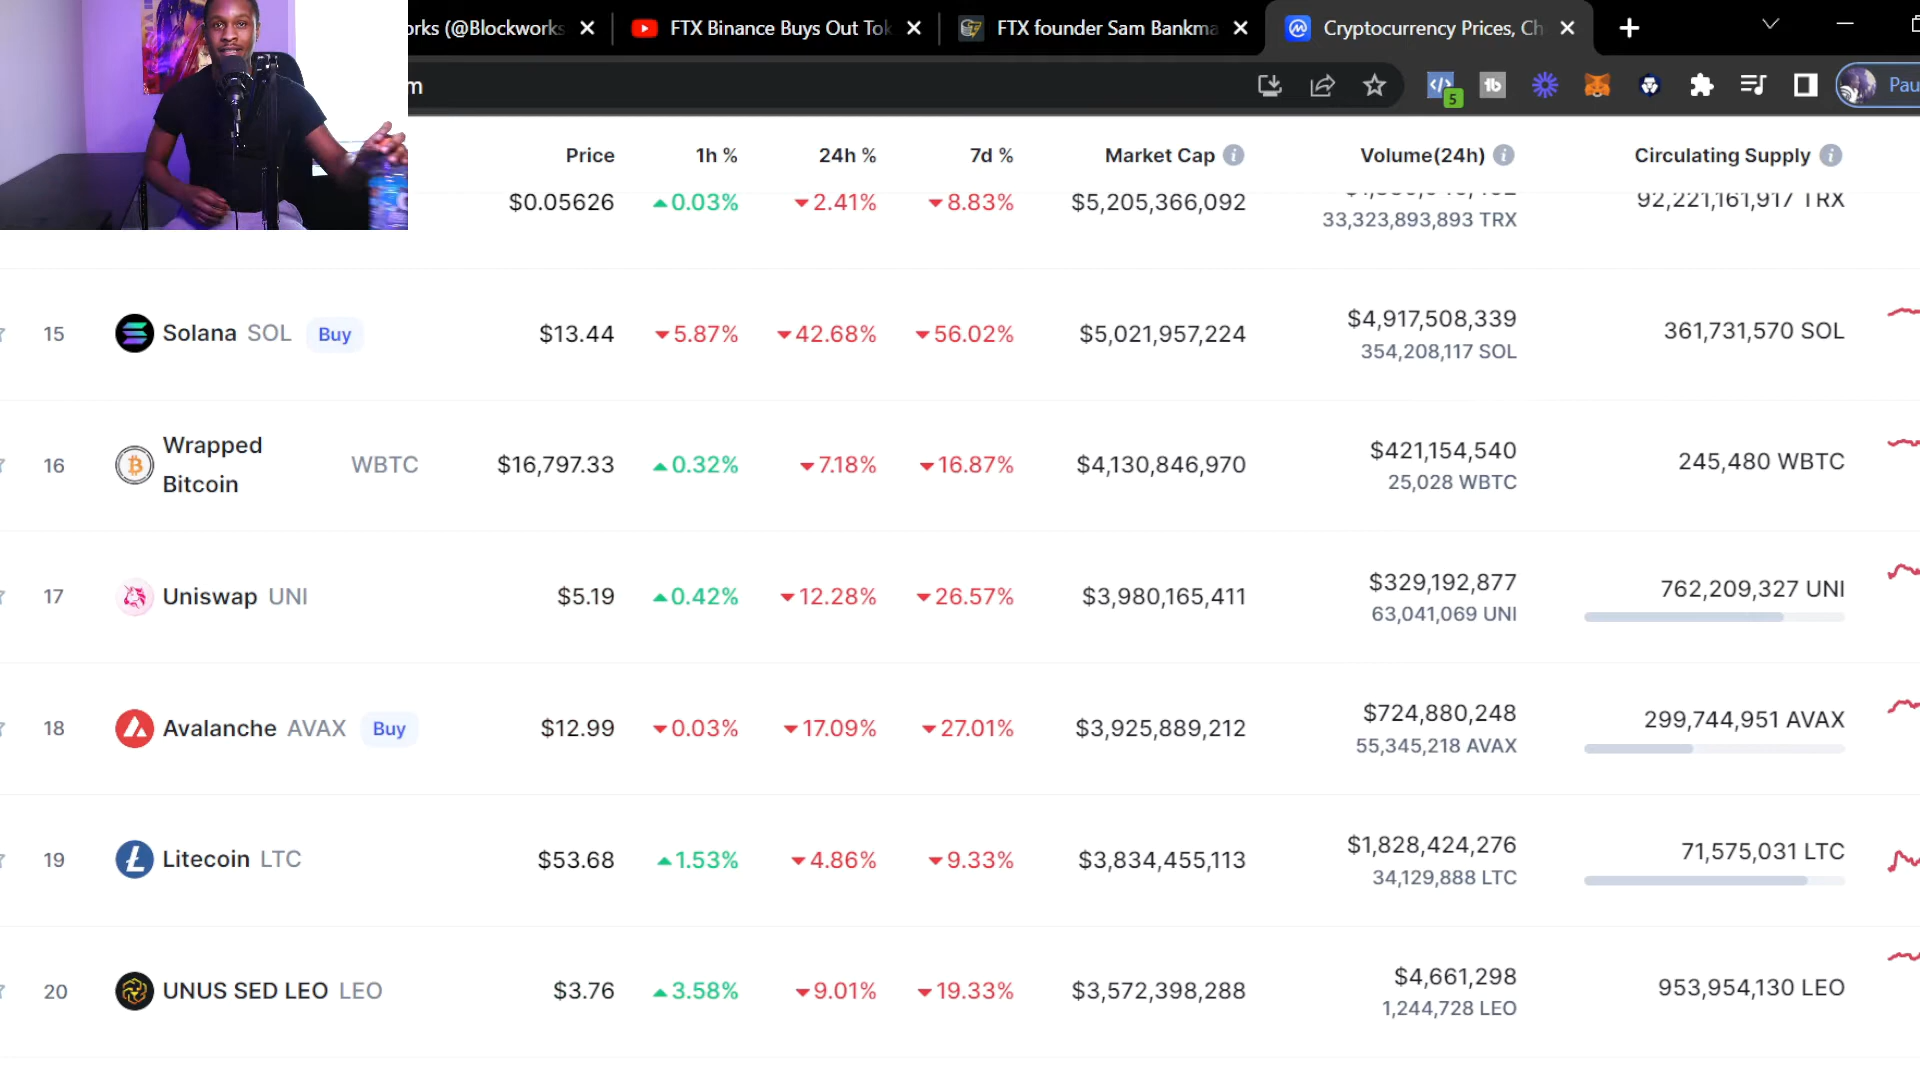 orks (@Blockworks
FTX Binance Buys Out Tok
FTX founder Sam Bankma
Cryptocurrency Prices, Ch
m
5
tb
Pau
Price 1h % 24h % 7d % Market Cap Volume(24h) Circulating Supply
$0.05626 0.03% 2.41% 8.83% $5,205,366,092 92,221,161,917 TRX
33,323,893,893 TRX
15 Solana SOL Buy $13.44 5.87% 42.68% 56.02% $5,021,957,224 $4,917,508,339 361,731,570 SOL
354,208,117 SOL
16 Wrapped
Bitcoin WBTC $16,797.33 0.32% 7.18% 16.87% $4,130,846,970 $421,154,540 245,480 WBTC
25,028 WBTC
17 Uniswap UNI $5.19 0.42% 12.28% 26.57% $3,980,165,411 $329,192,877 762,209,327 UNI
63,041,069 UNI
18 Avalanche AVAX Buy $12.99 0.03% 17.09% 27.01% $3,925,889,212 $724,880,248 299,744,951 AVAX
55,345,218 AVAX
19 Litecoin LTC $53.68 1.53% 4.86% 9.33% $3,834,455,113 $1,828,424,276 71,575,031 LTC
34,129,888 LTC
20 UNUS SED LEO LEO $3.76 3.58% 9.01% 19.33% $3,572,398,288 $4,661,298 953,954,130 LEO
1,244,728 LEO